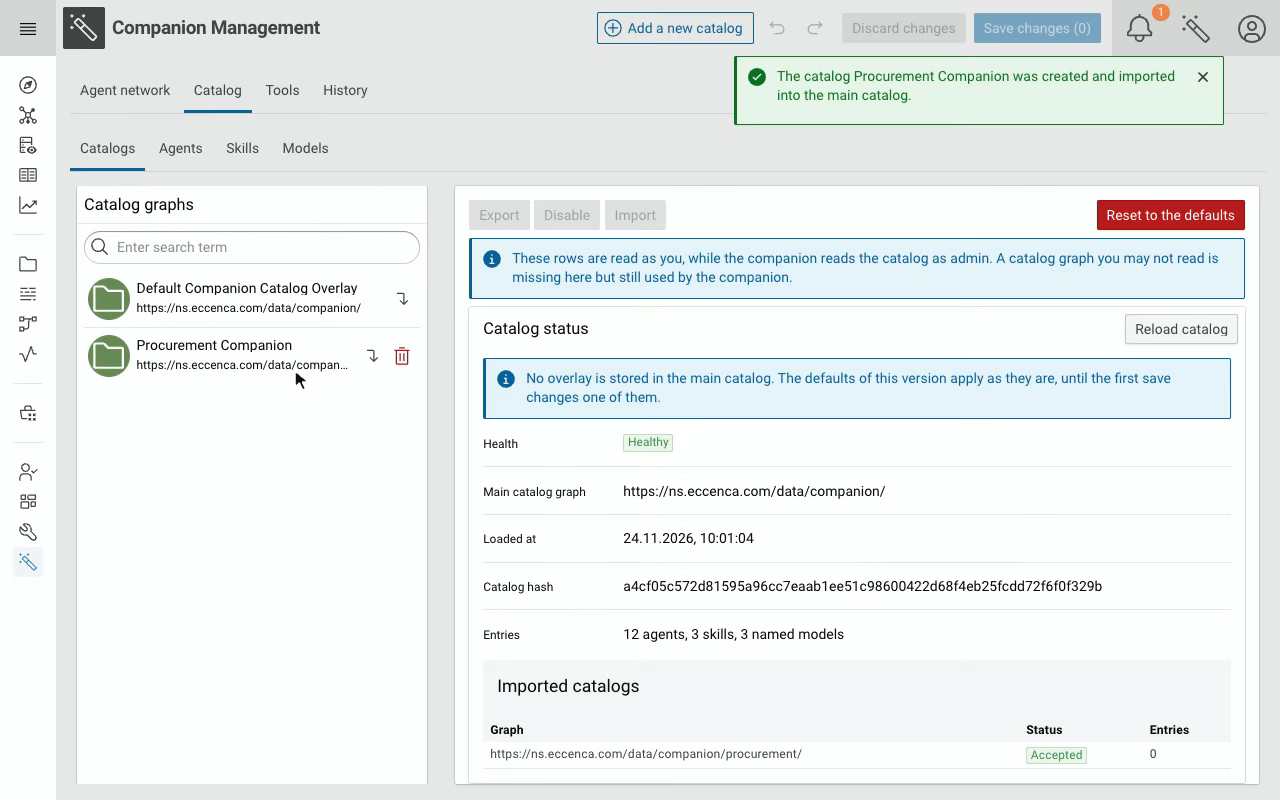 Companion Management
Add a new catalog
Discard changes
Save changes (0)
1
The catalog Procurement Companion was created and imported
into the main catalog.
Agent network
Catalog
Tools
History
Catalogs
Agents
Skills
Models
Catalog graphs
Enter search term
Default Companion Catalog Overlay
https://ns.eccenca.com/data/companion/
Procurement Companion
https://ns.eccenca.com/data/compan...
Export
Disable
Import
Reset to the defaults
These rows are read as you, while the companion reads the catalog as admin. A catalog graph you may not read is
missing here but still used by the companion.
Catalog status
Reload catalog
No overlay is stored in the main catalog. The defaults of this version apply as they are, until the first save
changes one of them.
Health
Healthy
Main catalog graph
https://ns.eccenca.com/data/companion/
Loaded at
24.11.2026, 10:01:04
Catalog hash
a4cf05c572d81595a96cc7eaab1ee51c98600422d68f4eb25fcdd72f6f0f329b
Entries
12 agents, 3 skills, 3 named models
Imported catalogs
Graph
Status
Entries
https://ns.eccenca.com/data/companion/procurement/
Accepted
0